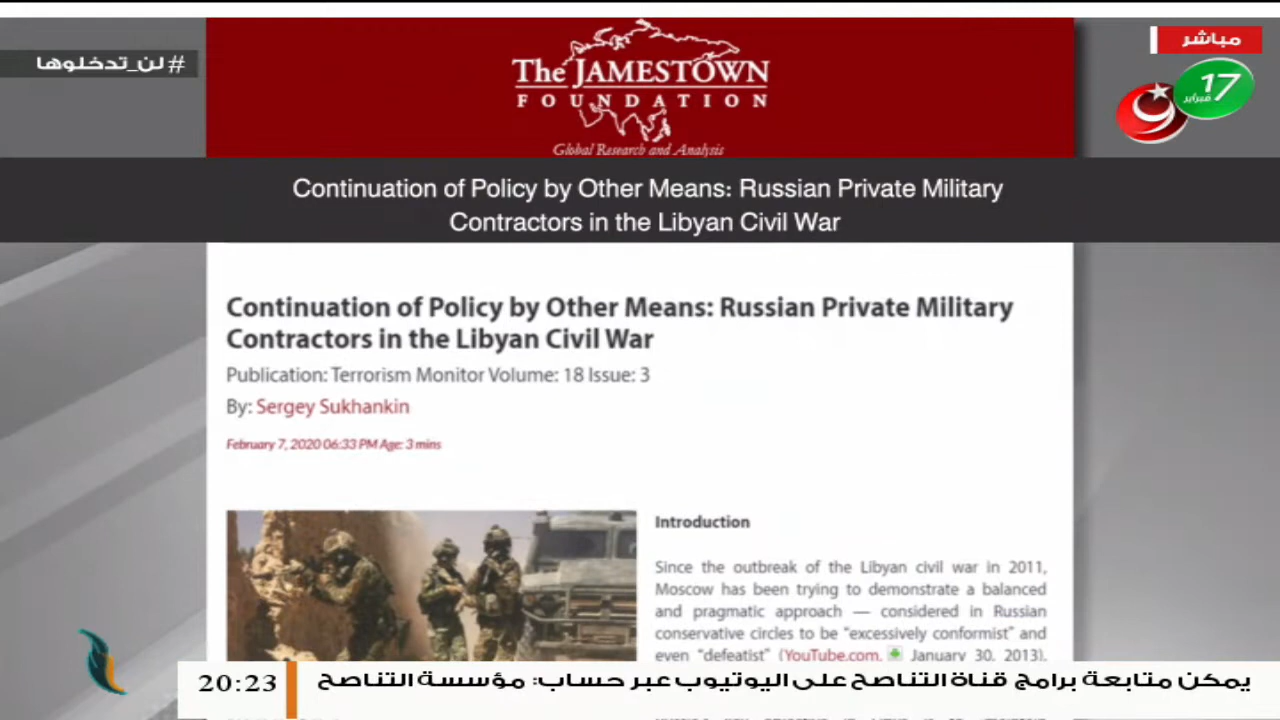 مباشر
#لن_تدخلوها
17
فبراير
The JAMESTOWN
FOUNDATION
Global Research and Analysis
Continuation of Policy by Other Means: Russian Private Military
Contractors in the Libyan Civil War
Continuation of Policy by Other Means: Russian Private Military
Contractors in the Libyan Civil War
Publication: Terrorism Monitor Volume: 18 Issue: 3
By: Sergey Sukhankin
February 7, 2020 06:33 PM Age: 3 mins
Introduction
Since the outbreak of the Libyan civil war in 2011,
Moscow has been trying to demonstrate a balanced
and pragmatic approach — considered in Russian
conservative circles to be “excessively conformist” and
even “defeatist” (YouTube.com, January 30, 2013).
يمكن متابعة برامج قناة التناصح على اليوتيوب عبر حساب: مؤسسة التناصح
20:23